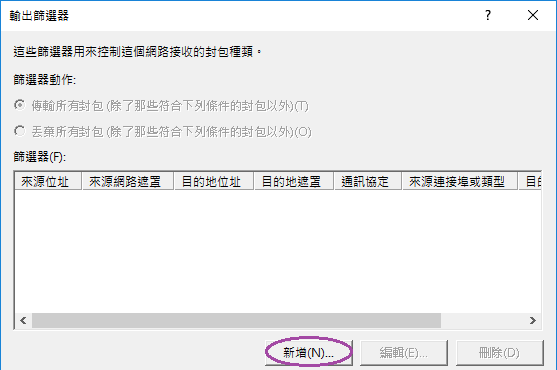 輸出篩選器
這些篩選器用來控制這個網路接收的封包種類。
篩選器動作:
傳輸所有封包 (除了那些符合下列條件的封包以外)(T)
丟棄所有封包 (除了那些符合下列條件的封包以外)(O)
篩選器(F):
來源位址 來源網路遮罩 目的地位址 目的地遮罩 通訊協定 來源連接埠或類型 目的
新增(N)... 編輯(E)... 刪除(D)